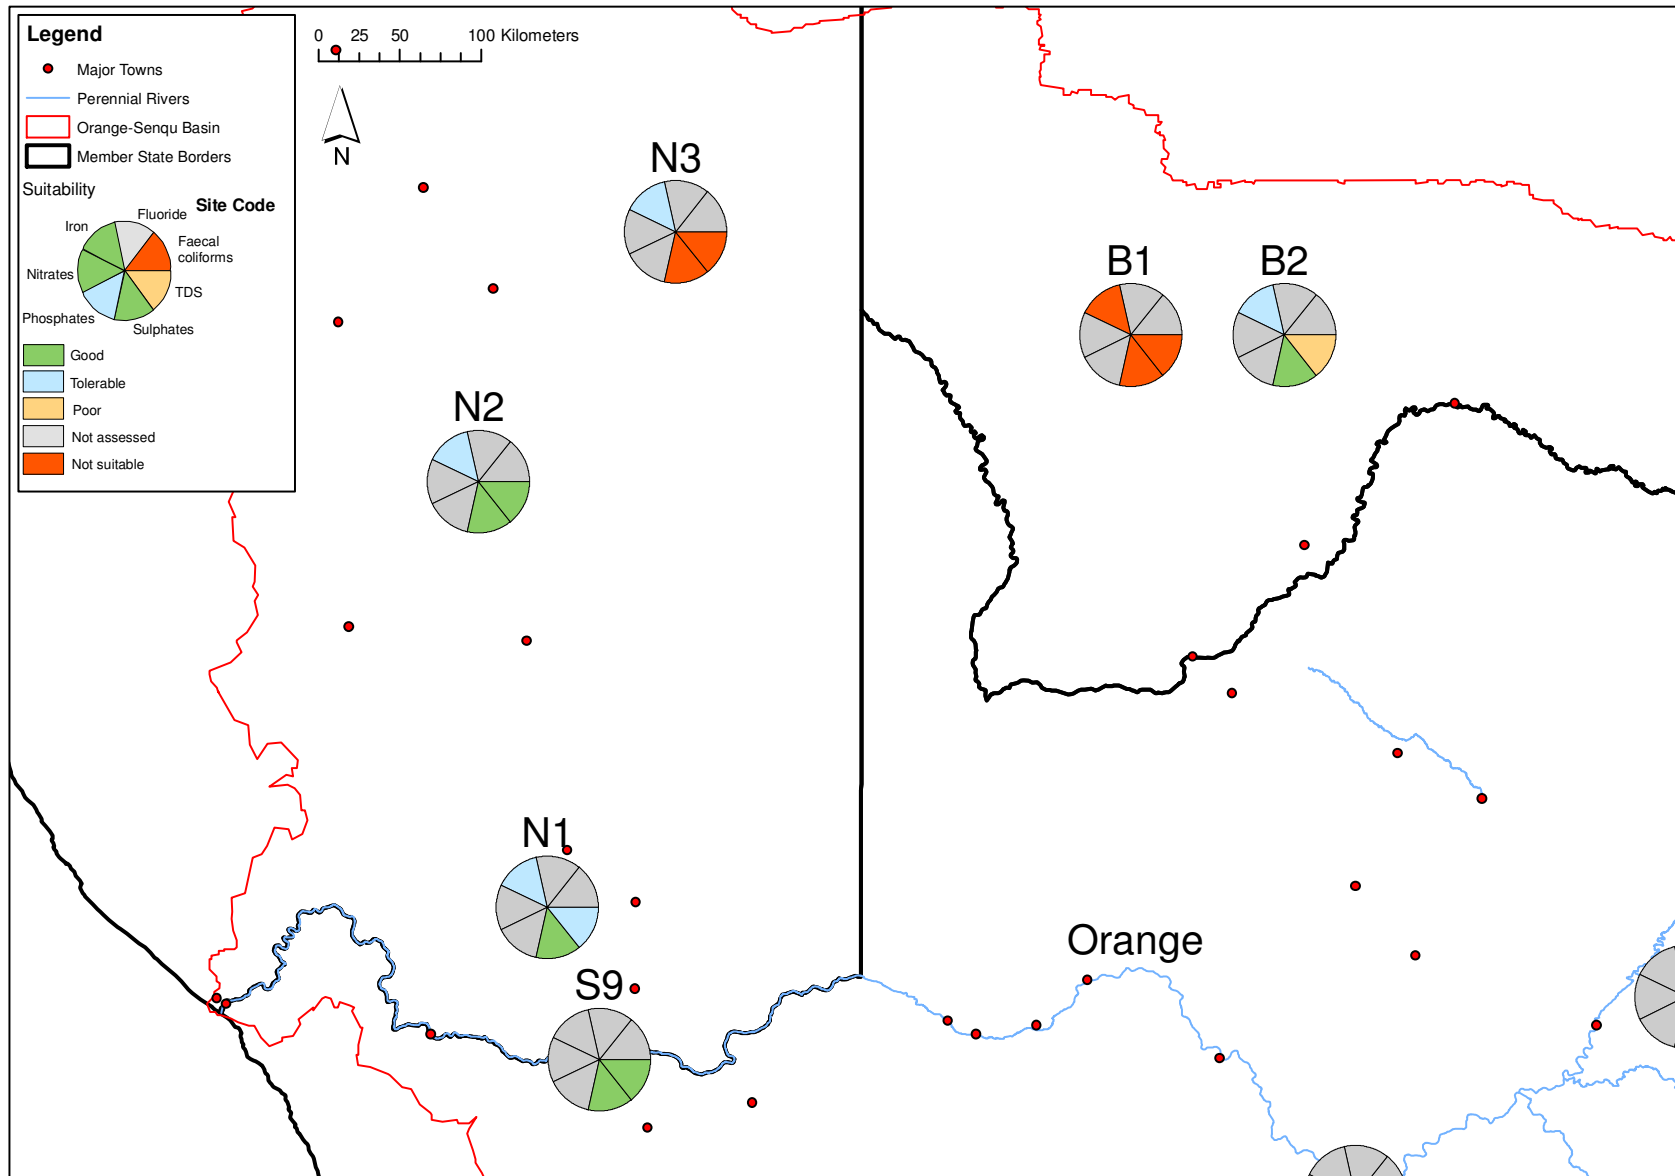 Legend
Major Towns
Perennial Rivers
Orange-Senqu Basin
Member State Borders
Suitability
Site Code
Fluoride
Iron
Faecal
coliforms
Nitrates
TDS
Phosphates
Sulphates
Good
Tolerable
Poor
Not assessed
Not suitable
0 25 50 100 Kilometers
N
N3
B1
B2
N2
N1
Orange
S9